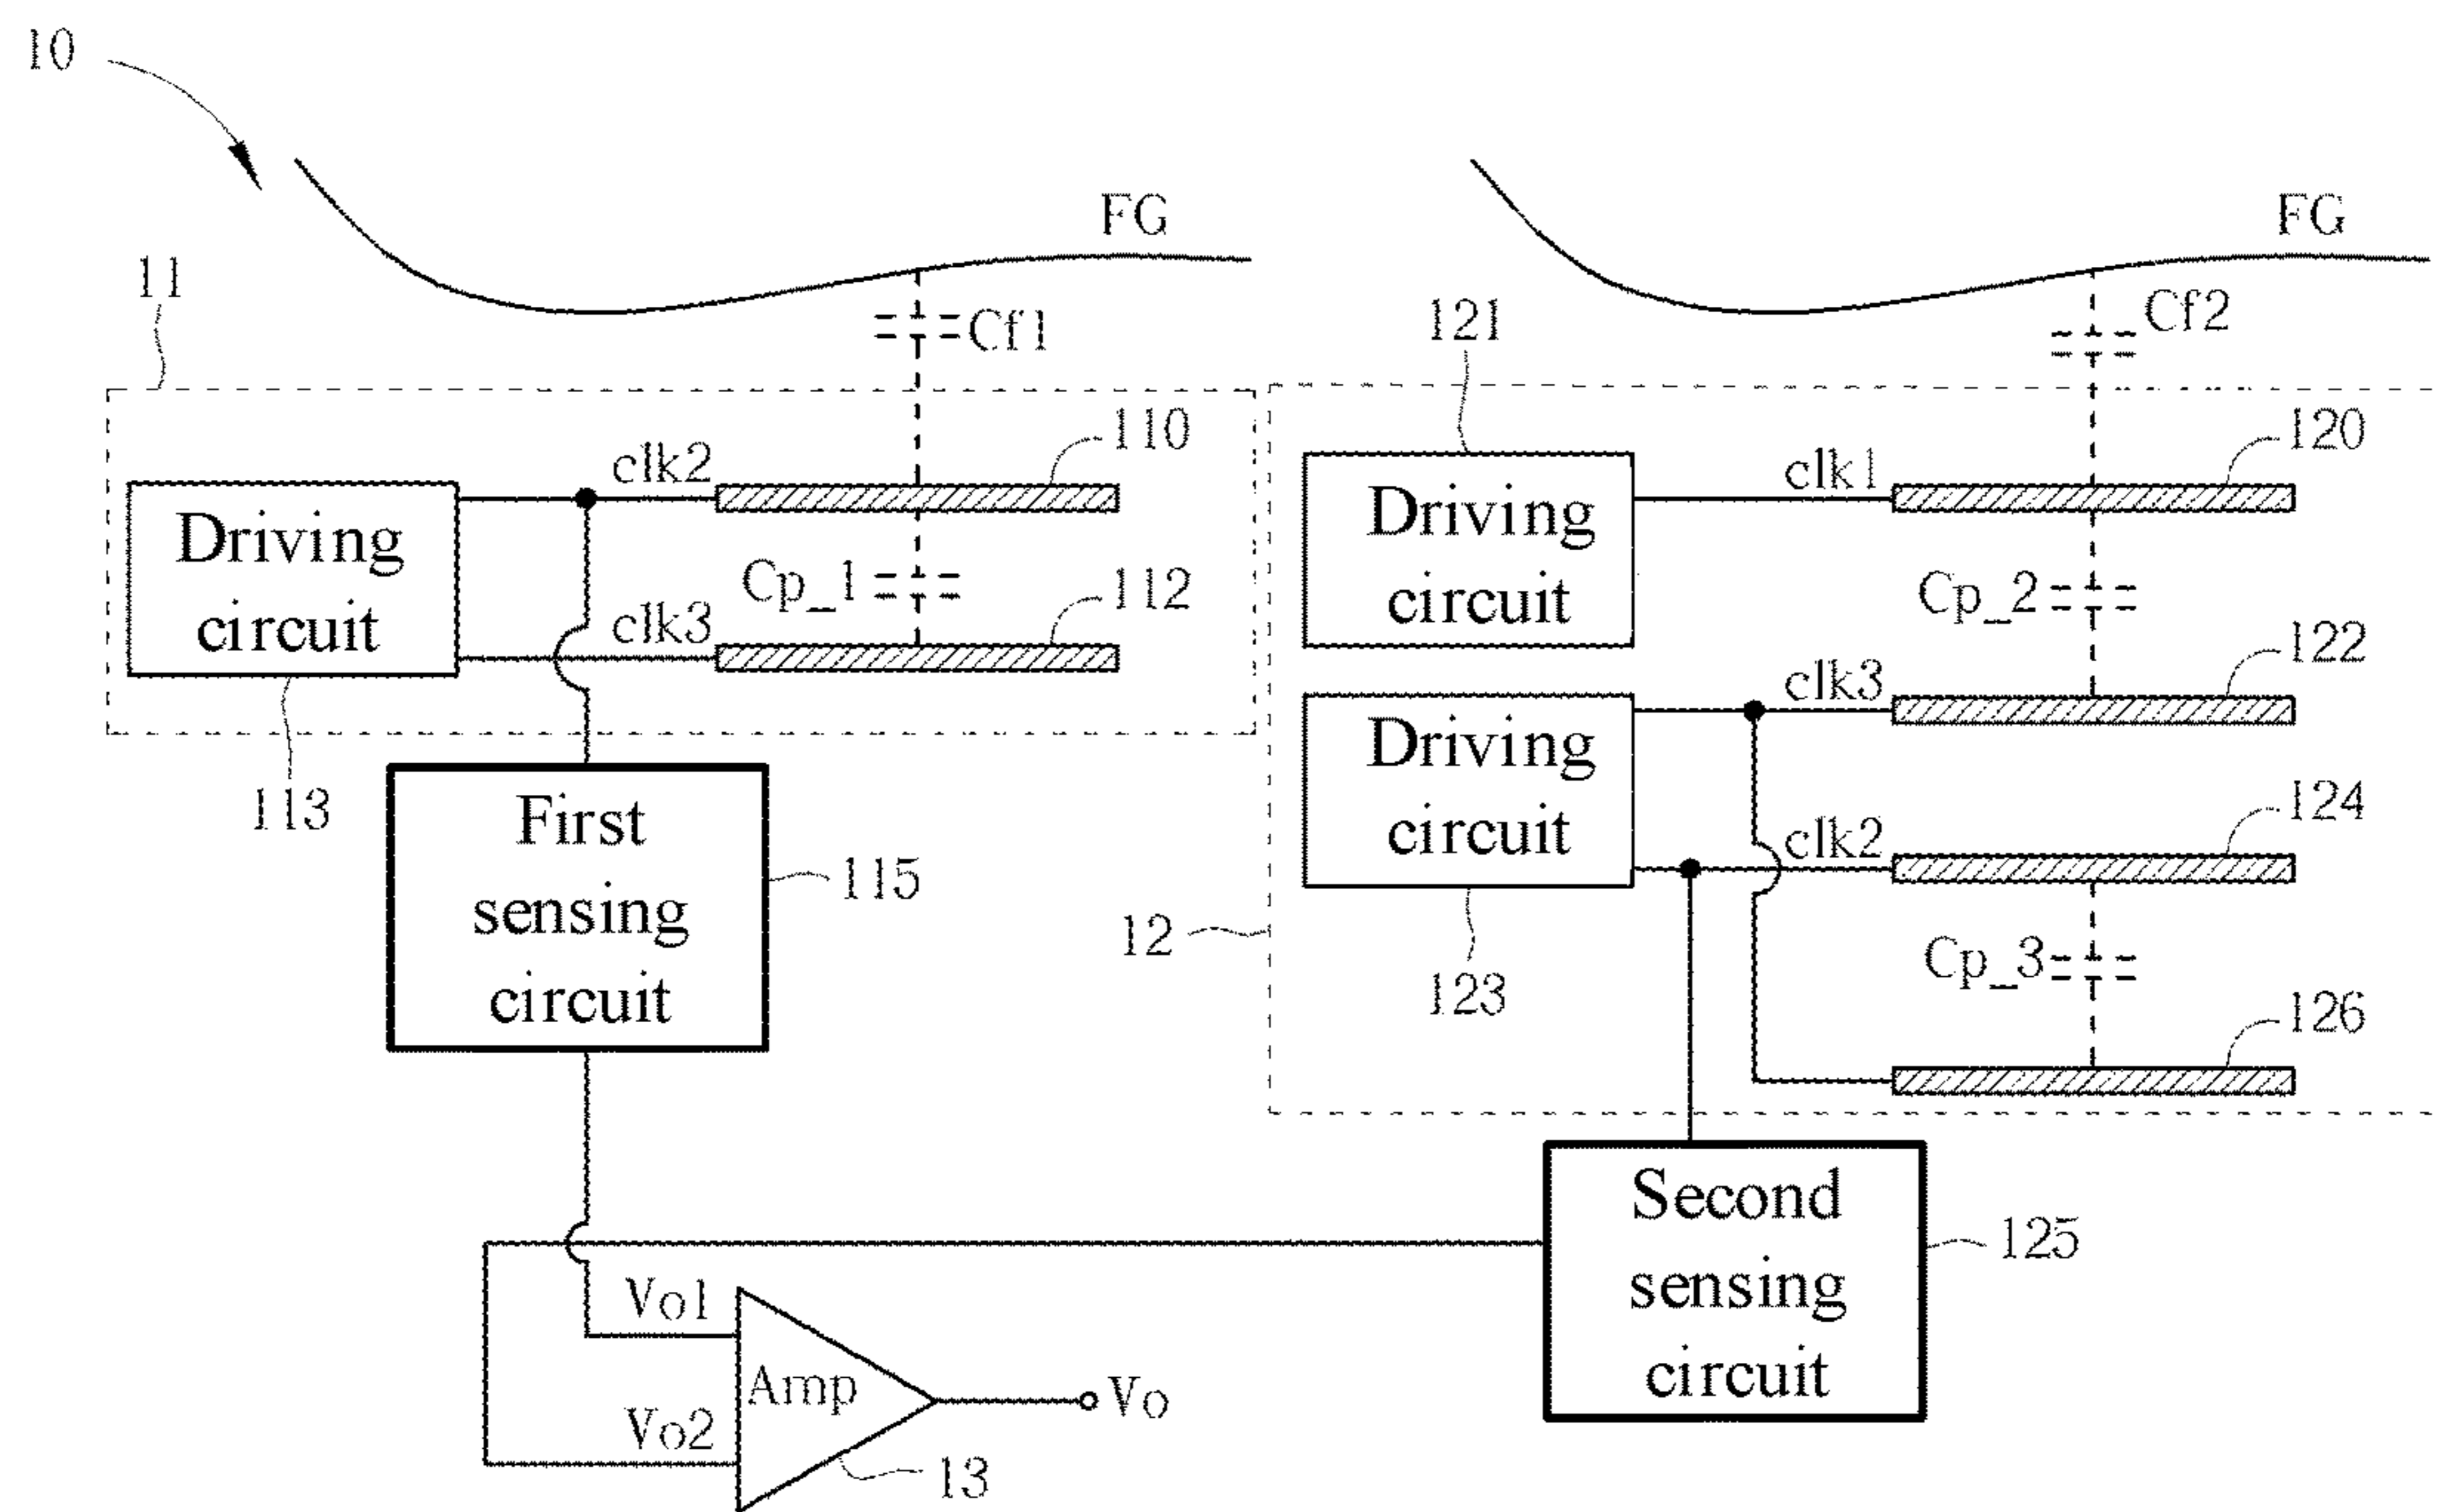 10
FG
FG
11
Cf1
121
Cf2
110
120
clk2
clk1
Driving
circuit
Driving
circuit
Cp_1
112
Cp_2
clk3
122
clk3
Driving
circuit
113
First
sensing
circuit
115
124
clk2
12
123
Cp_3
126
Second
sensing
circuit
125
Vo1
Amp
Vo
Vo2
13